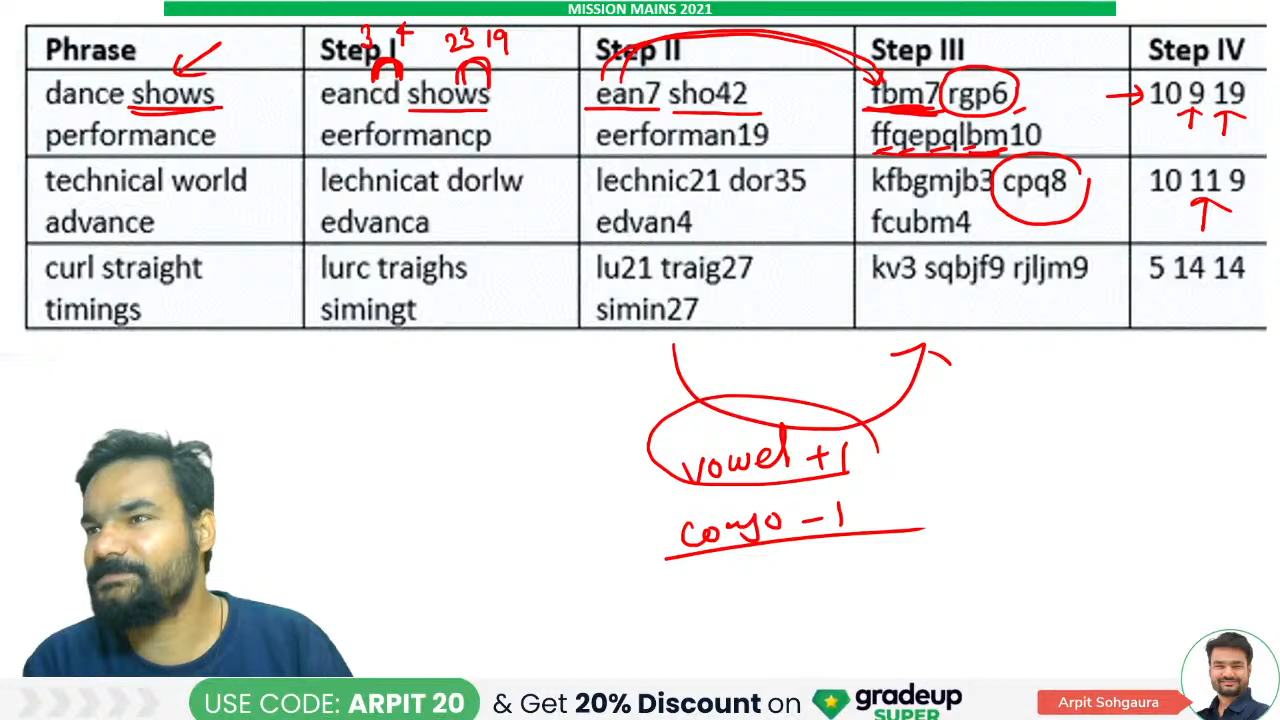 MISSION MAINS 2021
Phrase Step I Step II Step III Step IV
3 4 23 19
dance shows eancd shows ean7 sho42 fbm7 rgp6 10 9 19
performance eerformancp eerforman19 ffqepqlbm10
technical world lechnicat dorlw lechnic21 dor35 kfbgmjb3 cpq8 10 11 9
advance edvanca edvan4 fcubm4
curl straight lurc traighs lu21 traig27 kv3 sqbjf9 rjljm9 5 14 14
timings simingt simin27
vowel +1
conso -1
USE CODE: ARPIT 20 & Get 20% Discount on gradeup SUPER
Arpit Sohgaura